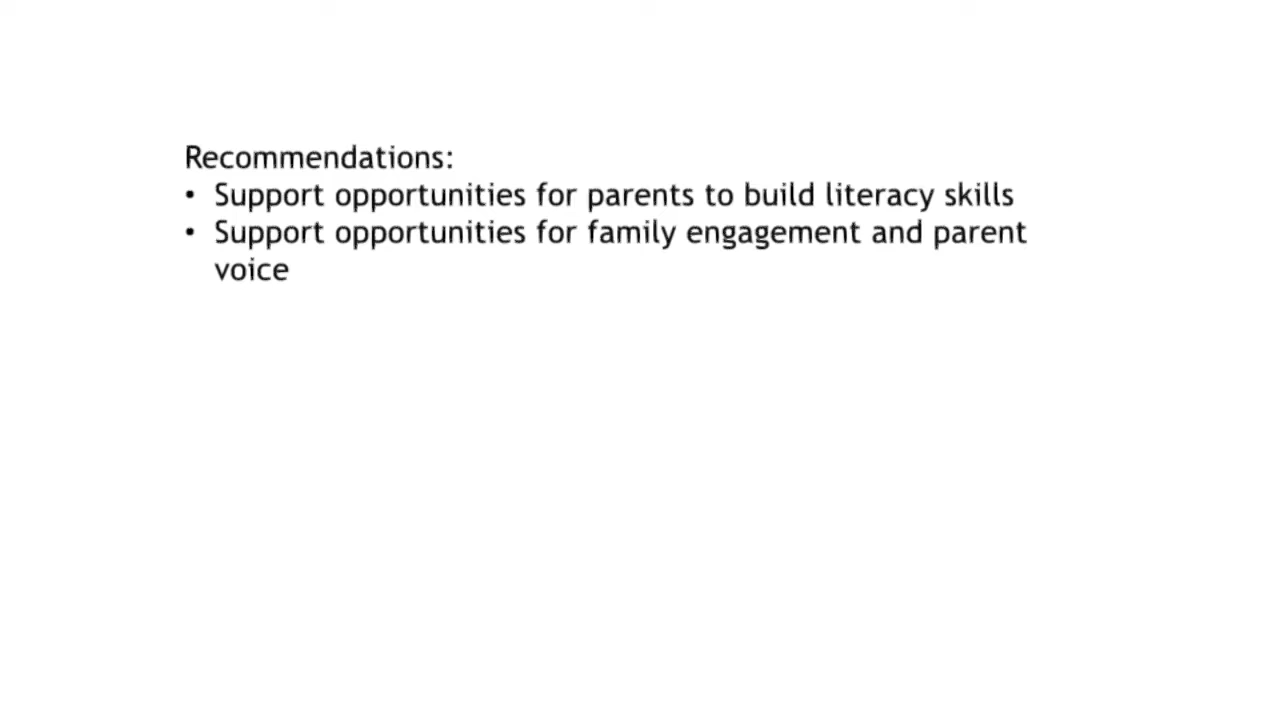 Recommendations:
• Support opportunities for parents to build literacy skills
• Support opportunities for family engagement and parent
voice